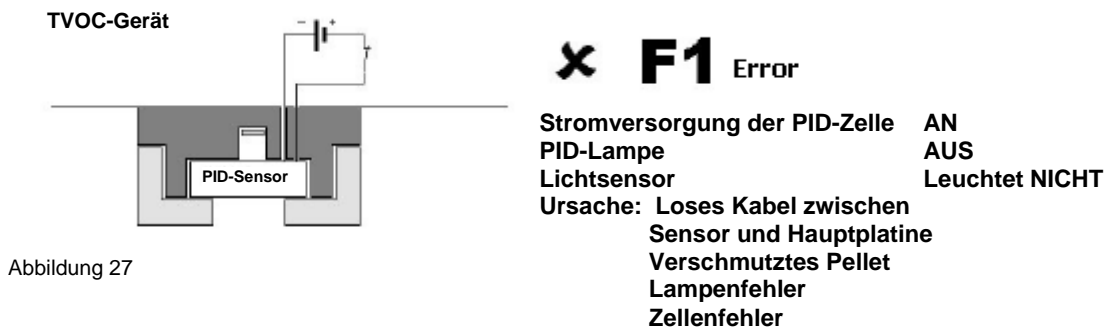 TVOC-Gerät
- +
PID-Sensor
Abbildung 27
✘ F1 Error
Stromversorgung der PID-Zelle AN
PID-Lampe AUS
Lichtsensor Leuchtet NICHT
Ursache: Loses Kabel zwischen
Sensor und Hauptplatine
Verschmutztes Pellet
Lampenfehler
Zellenfehler